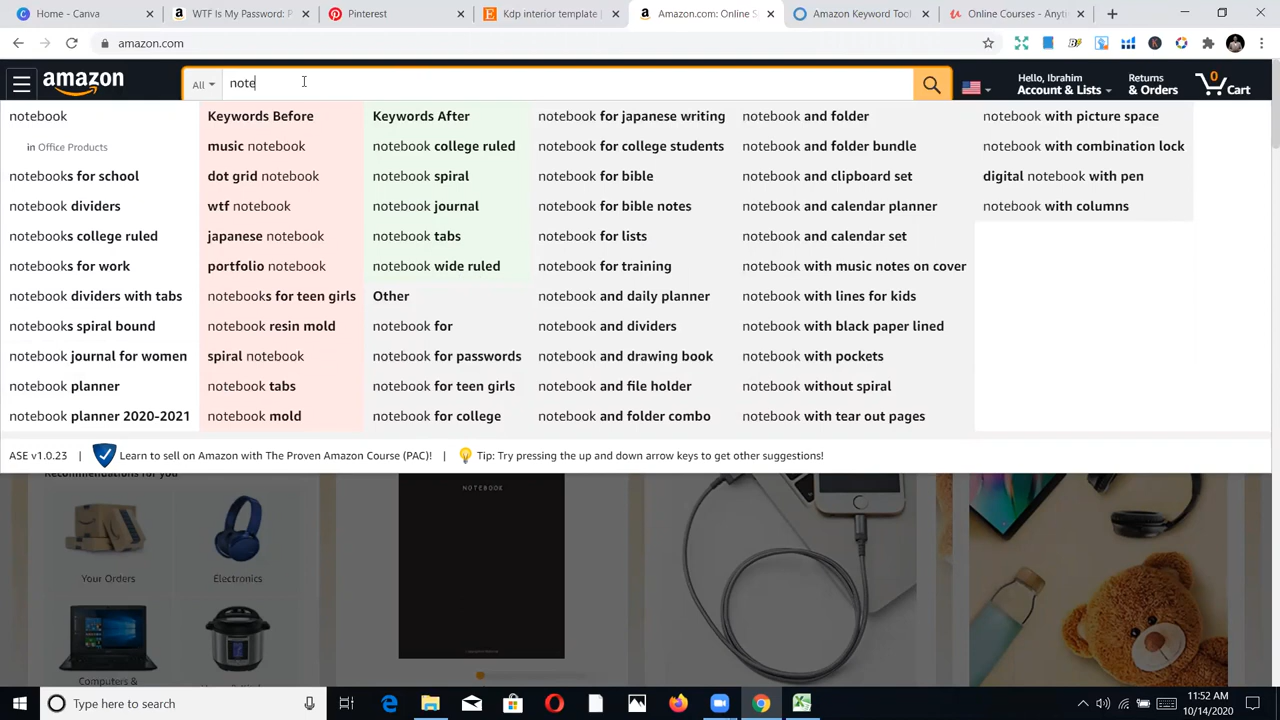 Home - Canva
WTF Is My Password: P
Pinterest
Kdp interior template
Amazon.com: Online S
Amazon Keyword Tool
Online Courses - Anyti
amazon.com
amazon
All
note
Hello, Ibrahim
Account & Lists
Returns
& Orders
0
Cart
notebook
in Office Products
notebooks for school
notebook dividers
notebooks college ruled
notebooks for work
notebook dividers with tabs
notebooks spiral bound
notebook journal for women
notebook planner
notebook planner 2020-2021
Keywords Before
music notebook
dot grid notebook
wtf notebook
japanese notebook
portfolio notebook
notebooks for teen girls
notebook resin mold
spiral notebook
notebook tabs
notebook mold
Keywords After
notebook college ruled
notebook spiral
notebook journal
notebook tabs
notebook wide ruled
Other
notebook for
notebook for passwords
notebook for teen girls
notebook for college
notebook for japanese writing
notebook for college students
notebook for bible
notebook for bible notes
notebook for lists
notebook for training
notebook and daily planner
notebook and dividers
notebook and drawing book
notebook and file holder
notebook and folder combo
notebook and folder
notebook and folder bundle
notebook and clipboard set
notebook and calendar planner
notebook and calendar set
notebook with music notes on cover
notebook with lines for kids
notebook with black paper lined
notebook with pockets
notebook without spiral
notebook with tear out pages
notebook with picture space
notebook with combination lock
digital notebook with pen
notebook with columns
ASE v1.0.23 | Learn to sell on Amazon with The Proven Amazon Course (PAC)! | Tip: Try pressing the up and down arrow keys to get other suggestions!
Recommendations for you
NOTEBOOK
Your Orders
Electronics
Computers &
Type here to search
11:52 AM
10/14/2020